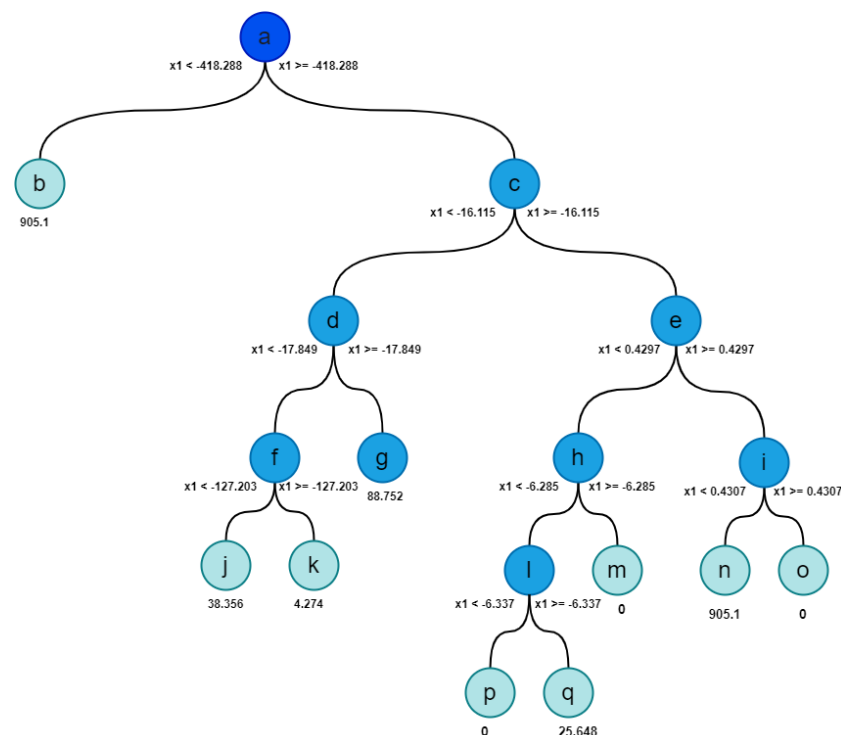 a
x1 < -418.288 x1 >= -418.288
b
905.1
c
x1 < -16.115 x1 >= -16.115
d
x1 < -17.849 x1 >= -17.849
e
x1 < 0.4297 x1 >= 0.4297
f
x1 < -127.203 x1 >= -127.203
g
88.752
h
x1 < -6.285 x1 >= -6.285
i
x1 < 0.4307 x1 >= 0.4307
j
38.356
k
4.274
l
x1 < -6.337 x1 >= -6.337
m
0
n
905.1
o
0
p
0
q
25.648